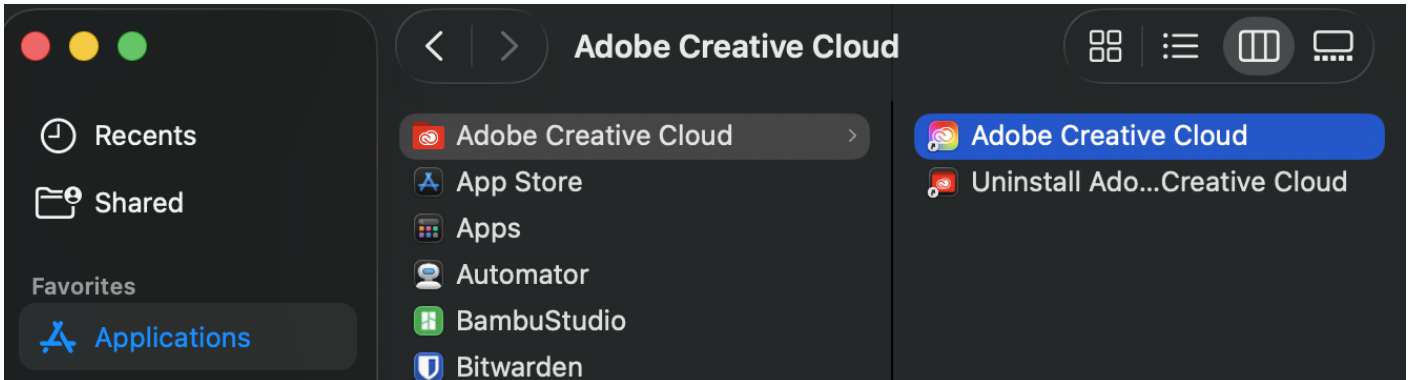 Adobe Creative Cloud
Recents
Shared
Favorites
Applications
Adobe Creative Cloud
App Store
Apps
Automator
BambuStudio
Bitwarden
Adobe Creative Cloud
Uninstall Ado...Creative Cloud